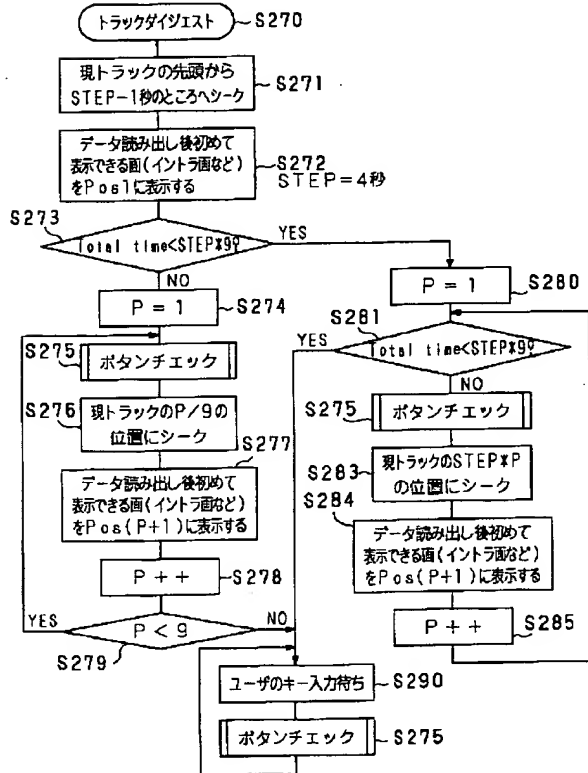 トラックダイジェスト
S270
現トラックの先頭から
STEP-1秒のところへシーク
S271
データ読み出し後初めて
表示できる画(イントラ画など)
をPos1に表示する
S272
STEP=4秒
S273
Total time<STEP*9?
YES
NO
P = 1
S274
S275
ボタンチェック
S276
現トラックのP/9の
位置にシーク
S277
データ読み出し後初めて
表示できる画(イントラ画など)
をPos(P+1)に表示する
P + +
S278
YES
P < 9
NO
S279
P = 1
S280
S281
YES
Total time<STEP*9?
NO
S275
ボタンチェック
S283
現トラックのSTEP*P
の位置にシーク
S284
データ読み出し後初めて
表示できる画(イントラ画など)
をPos(P+1)に表示する
P + +
S285
ユーザのキー入力待ち
S290
ボタンチェック
S275